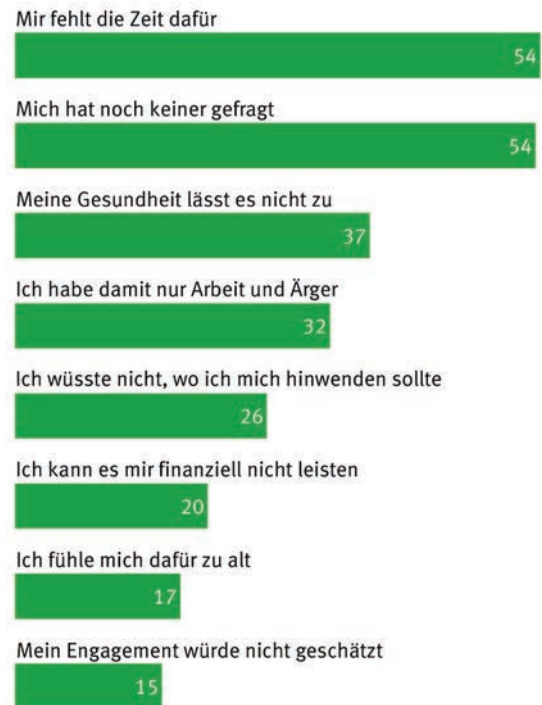 Mir fehlt die Zeit dafür
54
Mich hat noch keiner gefragt
54
Meine Gesundheit lässt es nicht zu
37
Ich habe damit nur Arbeit und Ärger
32
Ich wüsste nicht, wo ich mich hinwenden sollte
26
Ich kann es mir finanziell nicht leisten
20
Ich fühle mich dafür zu alt
17
Mein Engagement würde nicht geschätzt
15